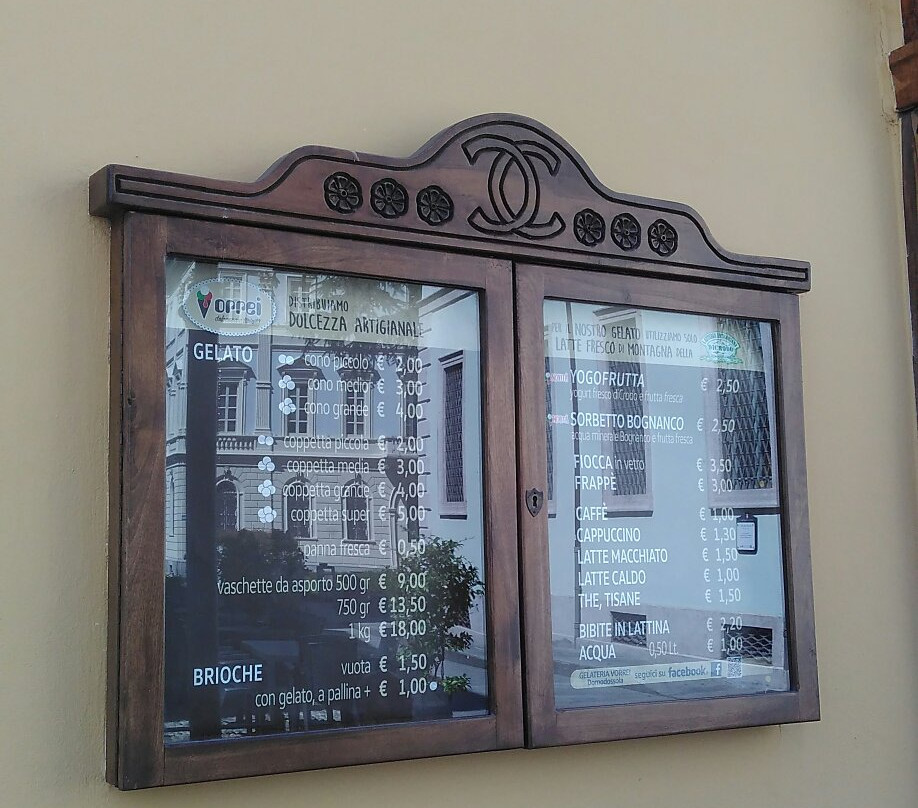 Voppei
DISTRIBUIAMO
DOLCEZZA ARTIGIANALE
GELATO
cono piccolo € 2,00
cono medio € 3,00
cono grande € 4,00
coppetta piccola € 2,00
coppetta media € 3,00
coppetta grande € 4,00
coppetta super € 5,00
panna fresca € 0,50
vaschette da asporto 500 gr € 9,00
750 gr € 13,50
1 kg € 18,00
BRIOCHE vuota € 1,50
con gelato, a pallina + € 1,00
PER IL NOSTRO GELATO UTILIZZIAMO SOLO
LATTE FRESCO DI MONTAGNA DELLA
YOGOFRUTTA € 2,50
yogurt fresco di Crodo e frutta fresca
SORBETTO BOGNANCO € 2,50
acqua minerale Bognanco e frutta fresca
FIOCCA in vetro € 3,50
FRAPPÈ € 3,00
CAFFÈ € 1,00
CAPPUCCINO € 1,30
LATTE MACCHIATO € 1,50
LATTE CALDO € 1,00
THE, TISANE € 1,50
BIBITE IN LATTINA € 2,20
ACQUA 0,50 Lt. € 1,00
GELATERIA
Domodossola
seguici su facebook